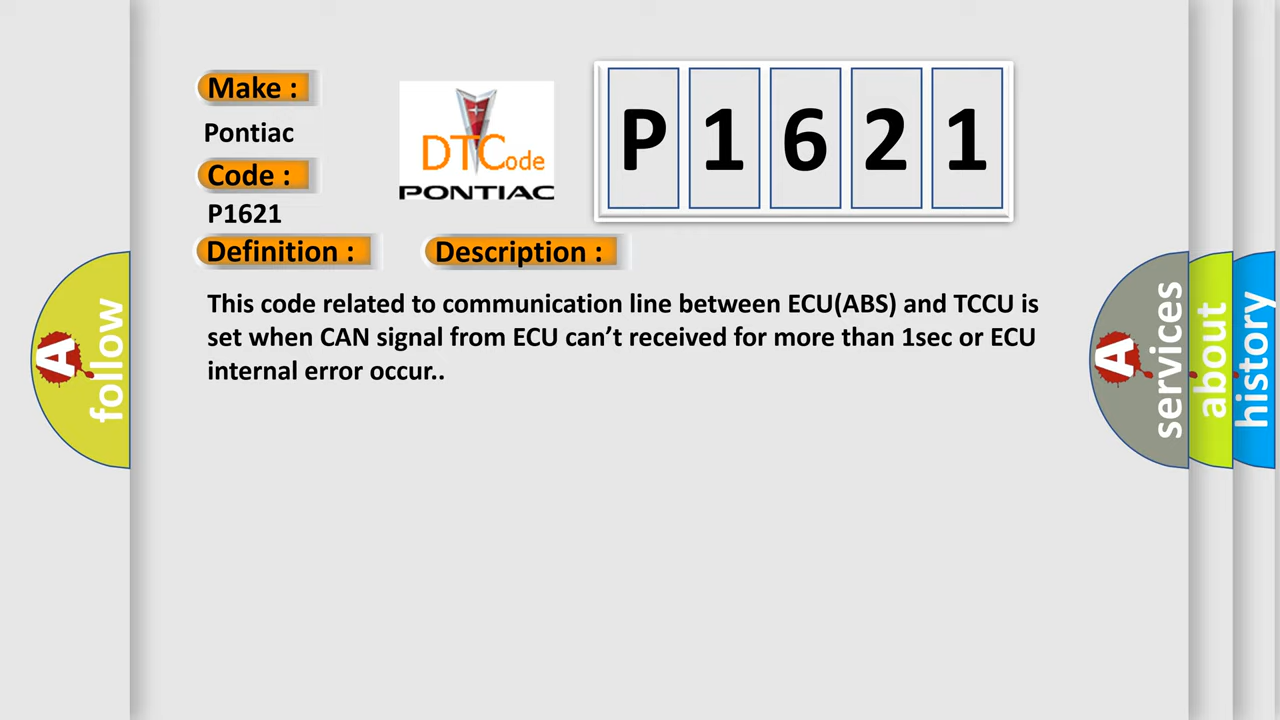 Make :
Pontiac
Code :
P1621
Definition :
Description :
This code related to communication line between ECU(ABS) and TCCU is
set when CAN signal from ECU can’t received for more than 1sec or ECU
internal error occur..
DTCode
PONTIAC
P 1 6 2 1
A follow
A services
about
history